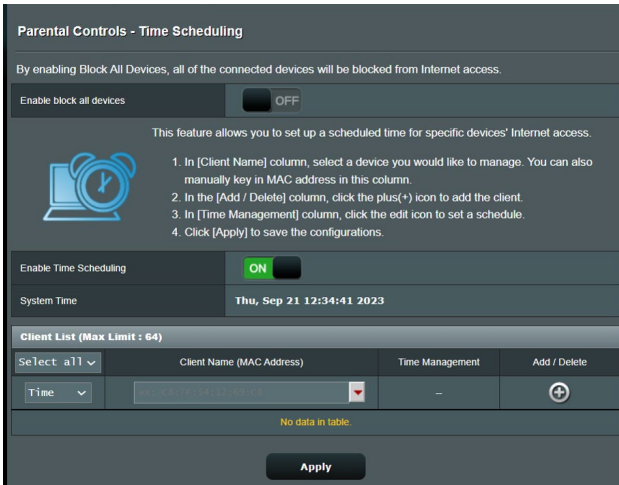 Parental Controls - Time Scheduling
By enabling Block All Devices, all of the connected devices will be blocked from Internet access.
Enable block all devices
OFF
This feature allows you to set up a scheduled time for specific devices' Internet access.
1. In [Client Name] column, select a device you would like to manage. You can also
manually key in MAC address in this
column.
2. In the [Add / Delete] column, click the plus(+) icon to add the client.
3. In [Time Management] column, click the edit icon to set a schedule.
4. Click [Apply] to save the configurations.
Enable Time Scheduling
ON
System Time
Thu, Sep 21 12:34:41 2023
Client List (Max Limit : 64)
Select all
Client Name (MAC Address)
Time Management
Add / Delete
Time
–
No data in table.
Apply